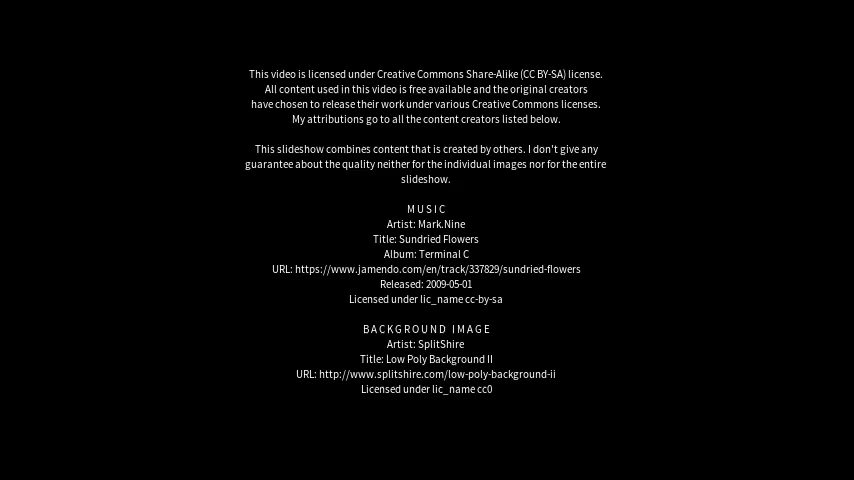 This video is licensed under Creative Commons Share-Alike (CC BY-SA) license.
All content used in this video is free available and the original creators
have chosen to release their work under various Creative Commons licenses.
My attributions go to all the content creators listed below.
This slideshow combines content that is created by others. I don't give any
guarantee about the quality neither for the individual images nor for the entire
slideshow.
MUSIC
Artist: Mark.Nine
Title: Sundried Flowers
Album: Terminal C
URL: https://www.jamendo.com/en/track/337829/sundried-flowers
Released: 2009-05-01
Licensed under lic_name cc-by-sa
BACKGROUND IMAGE
Artist: SplitShire
Title: Low Poly Background II
URL: http://www.splitshire.com/low-poly-background-ii
Licensed under lic_name cc0